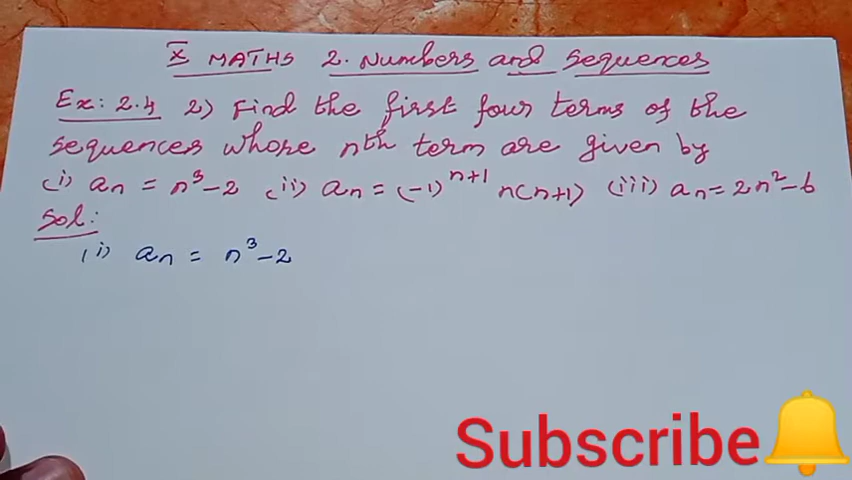 X MATHS 2. Numbers and Sequences
Ex: 2.4 2) Find the first four terms of the
sequences whose nth term are given by
(i) aₙ = n³-2 (ii) aₙ = (-1)ⁿ⁺¹ n(n+1) (iii) aₙ = 2n²-6
Sol:
(i) aₙ = n³-2
Subscribe